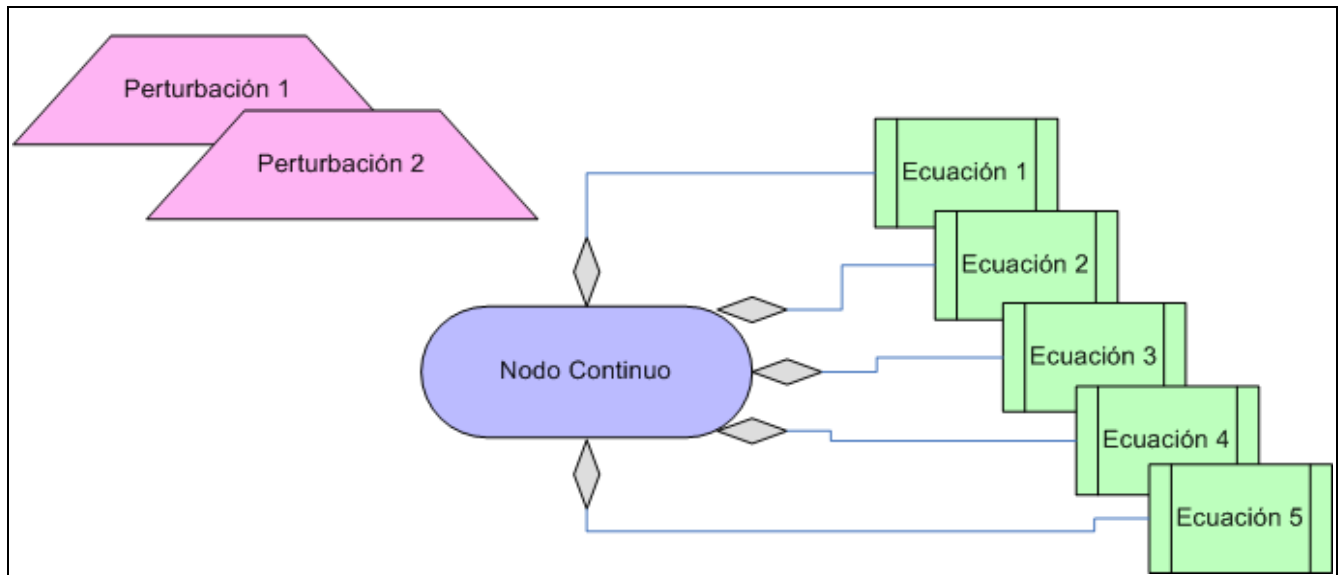 Perturbación 1
Perturbación 2
Ecuación 1
Ecuación 2
Ecuación 3
Nodo Continuo
Ecuación 4
Ecuación 5